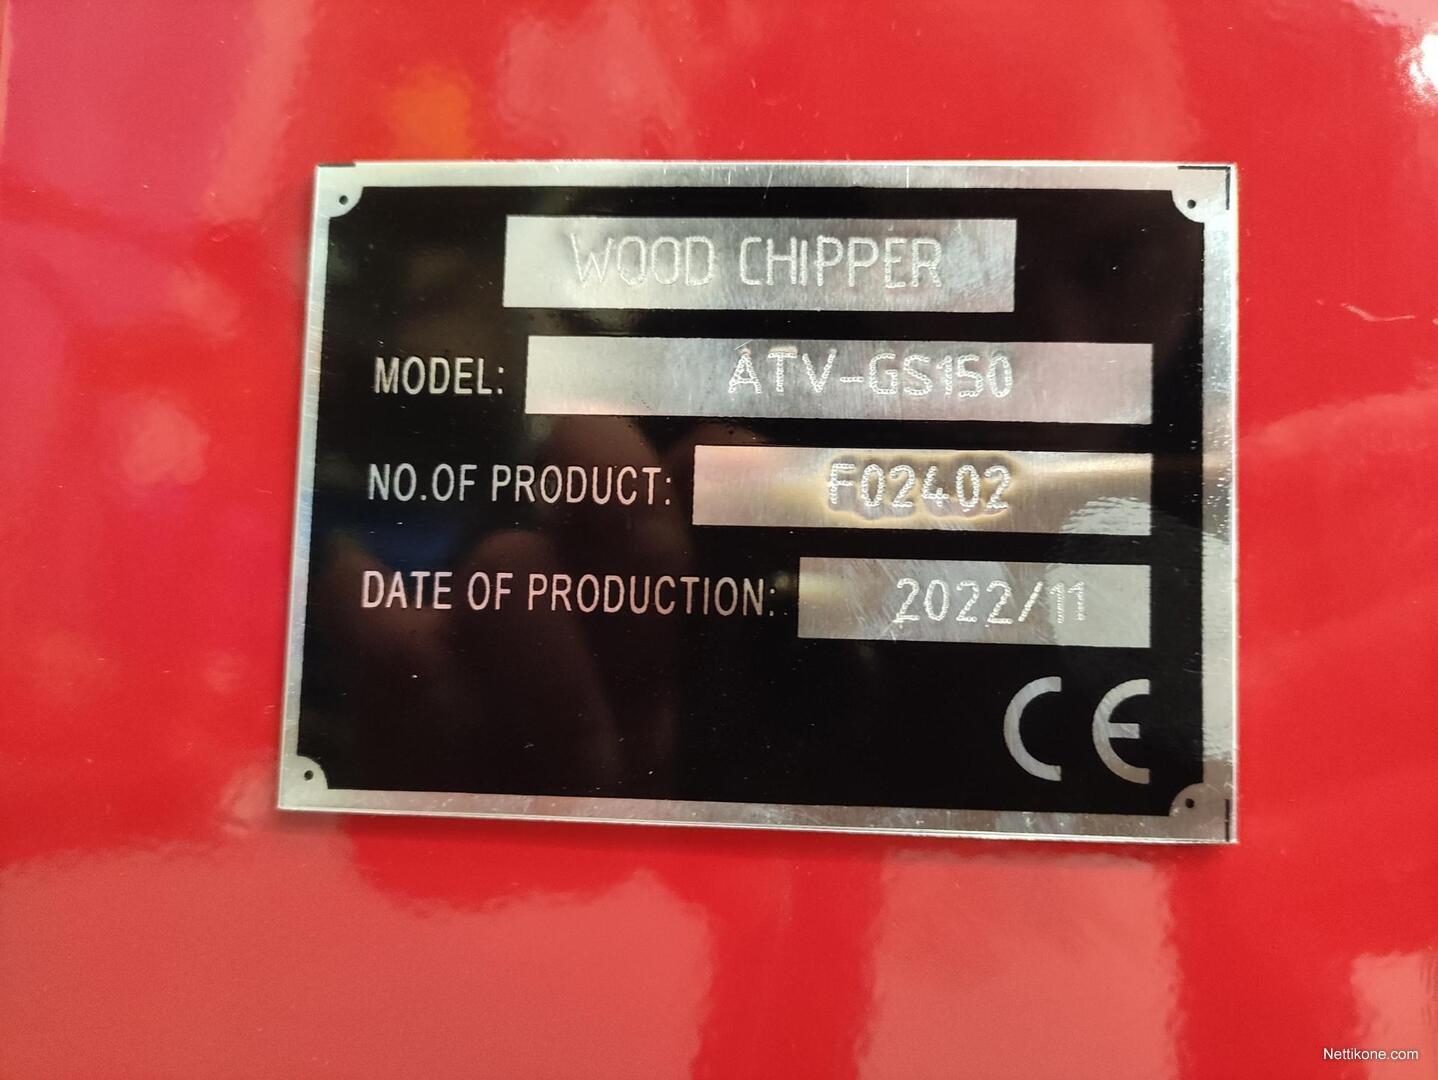 WOOD CHIPPER
MODEL: ATV-GS150
NO.OF PRODUCT: F02402
DATE OF PRODUCTION: 2022/11
CE
Nettikone.com